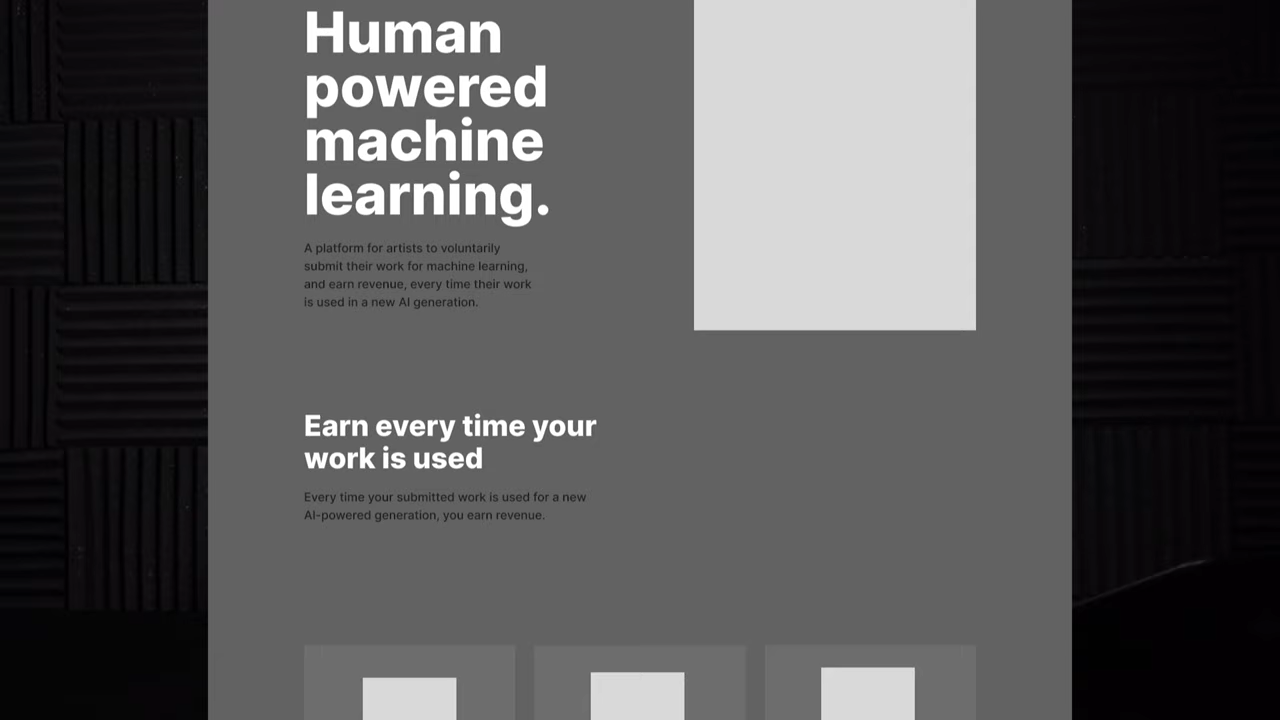 Human
powered
machine
learning.
A platform for artists to voluntarily
submit their work for machine learning,
and earn revenue, every time their work
is used in a new AI generation.
Earn every time your
work is used
Every time your submitted work is used for a new
AI-powered generation, you earn revenue.